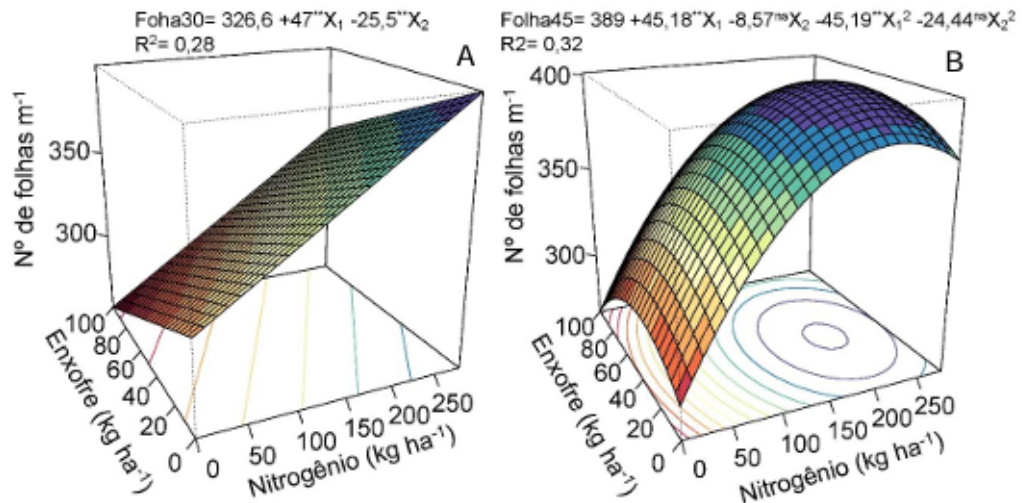 Foha30= 326,6 +47**X₁ -25,5**X₂
R²= 0,28
A
Nº de folhas m⁻¹
350
300
100
80
60
40
20
0
Enxofre (kg ha⁻¹)
0
50
100
150
200
250
Nitrogênio (kg ha⁻¹)
Folha45= 389 +45,18**X₁ -8,57ⁿˢX₂ -45,19**X₁² -24,44ⁿˢX₂²
R2= 0,32
B
Nº de folhas m⁻¹
400
350
300
100
80
60
40
20
0
Enxofre (kg ha⁻¹)
0
50
100
150
200
250
Nitrogênio (kg ha⁻¹)